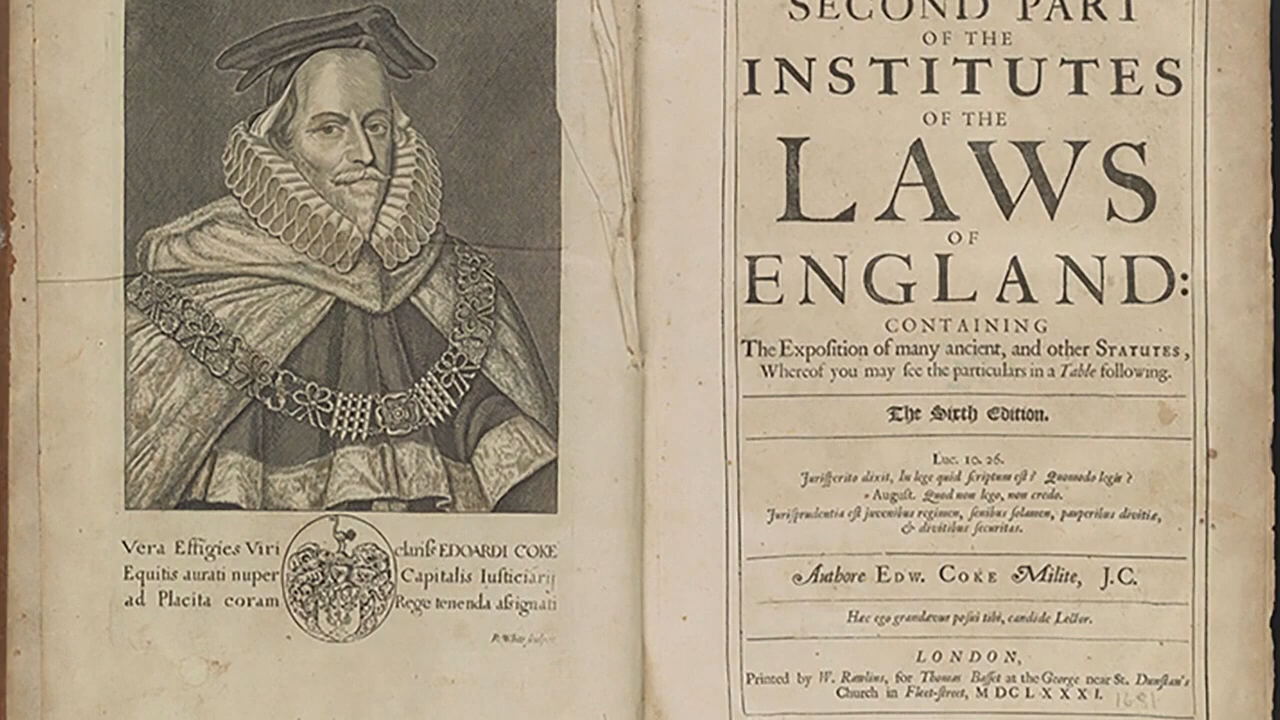 Vera Effigies Viri clariſs EDOARDI COKE
Equitis aurati nuper Capitalis Iuſticiarij
ad Placita coram Rege tenenda aſsignati
SECOND PART
OF THE
INSTITUTES
OF THE
LAWS
OF
ENGLAND:
CONTAINING
The Expoſition of many ancient, and other STATUTES,
Whereof you may ſee the particulars in a Table following.
The Sixth Edition.
Luc. 10. 26.
Juriſperito dixit, In lege quid ſcriptum eſt? Quomodo legis?
August. Quod non lego, non credo.
Juriſprudentia eſt juvenibus regimen, ſenibus ſolamen, pauperibus divitiæ,
& divitibus ſecuritas.
Authore EDW. COKE Milite, J.C.
Hæc ego grandævus poſui tibi, candide Lector.
LONDON,
Printed by W. Rawlins, for Thomas Baſſet at the George near St. Dunſtan's
Church in Fleet-ſtreet, MDCLXXXI.
1681